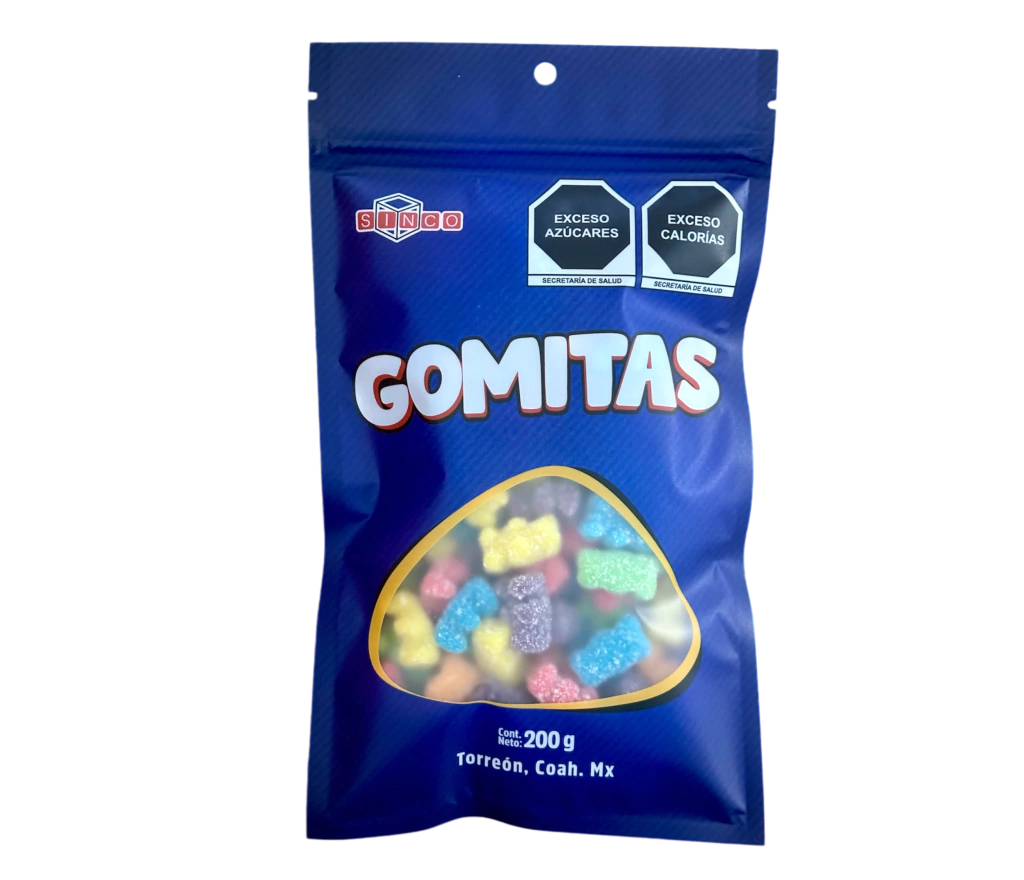 SINCO
EXCESO
AZÚCARES
SECRETARÍA DE SALUD
EXCESO
CALORÍAS
SECRETARÍA DE SALUD
GOMITAS
Cont.
Neto: 200 g
Torreón, Coah. Mx